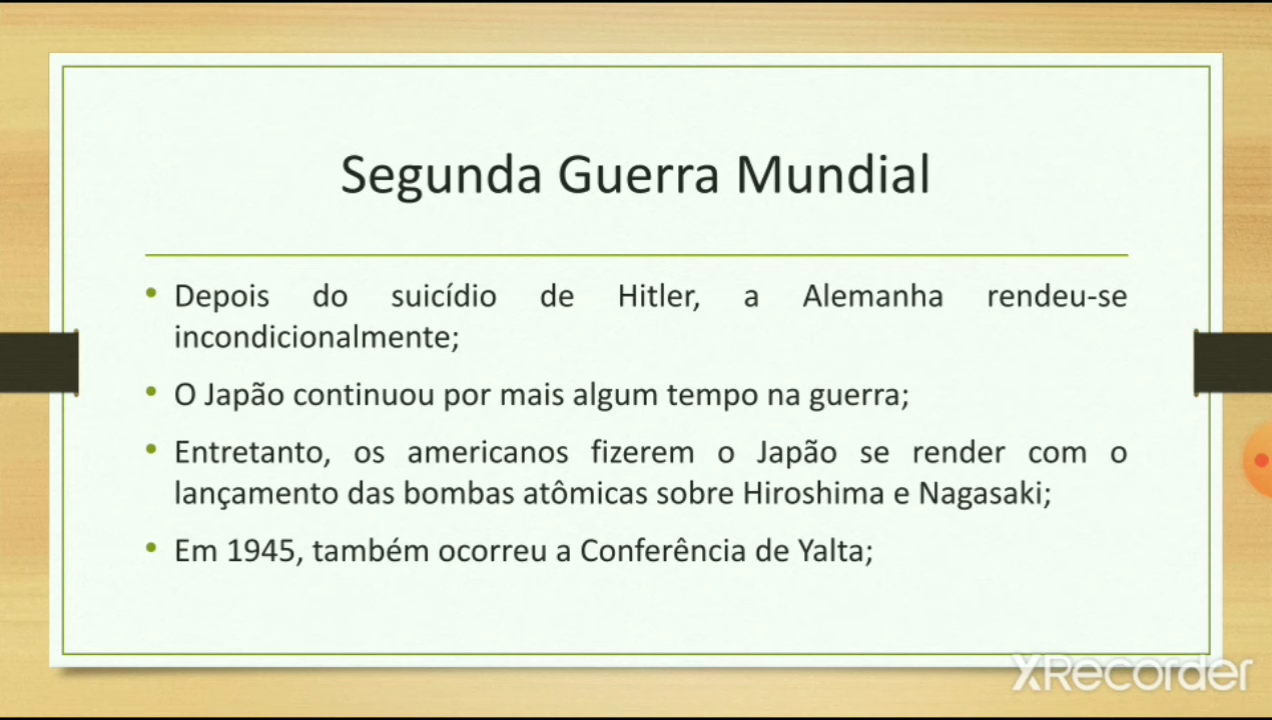 Segunda Guerra Mundial
• Depois do suicídio de Hitler, a Alemanha rendeu-se
incondicionalmente;
• O Japão continuou por mais algum tempo na guerra;
• Entretanto, os americanos fizerem o Japão se render com o
lançamento das bombas atômicas sobre Hiroshima e Nagasaki;
• Em 1945, também ocorreu a Conferência de Yalta;
XRecorder